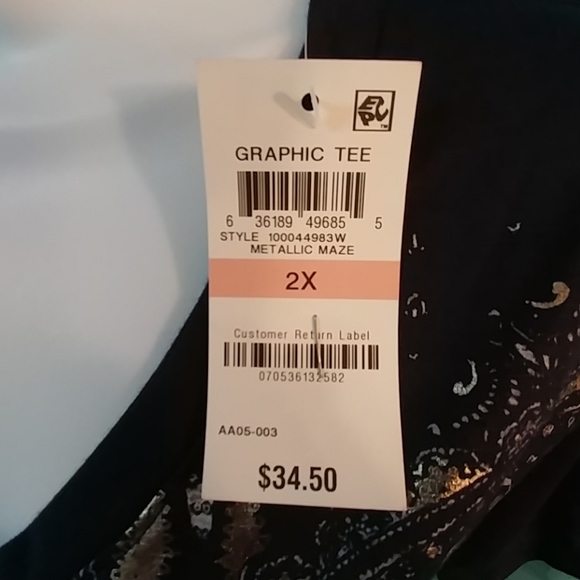 EPC™
GRAPHIC TEE
6 36189 49685 5
STYLE 100044983W
METALLIC MAZE
2X
Customer Return Label
070536132582
AA05-003
$34.50